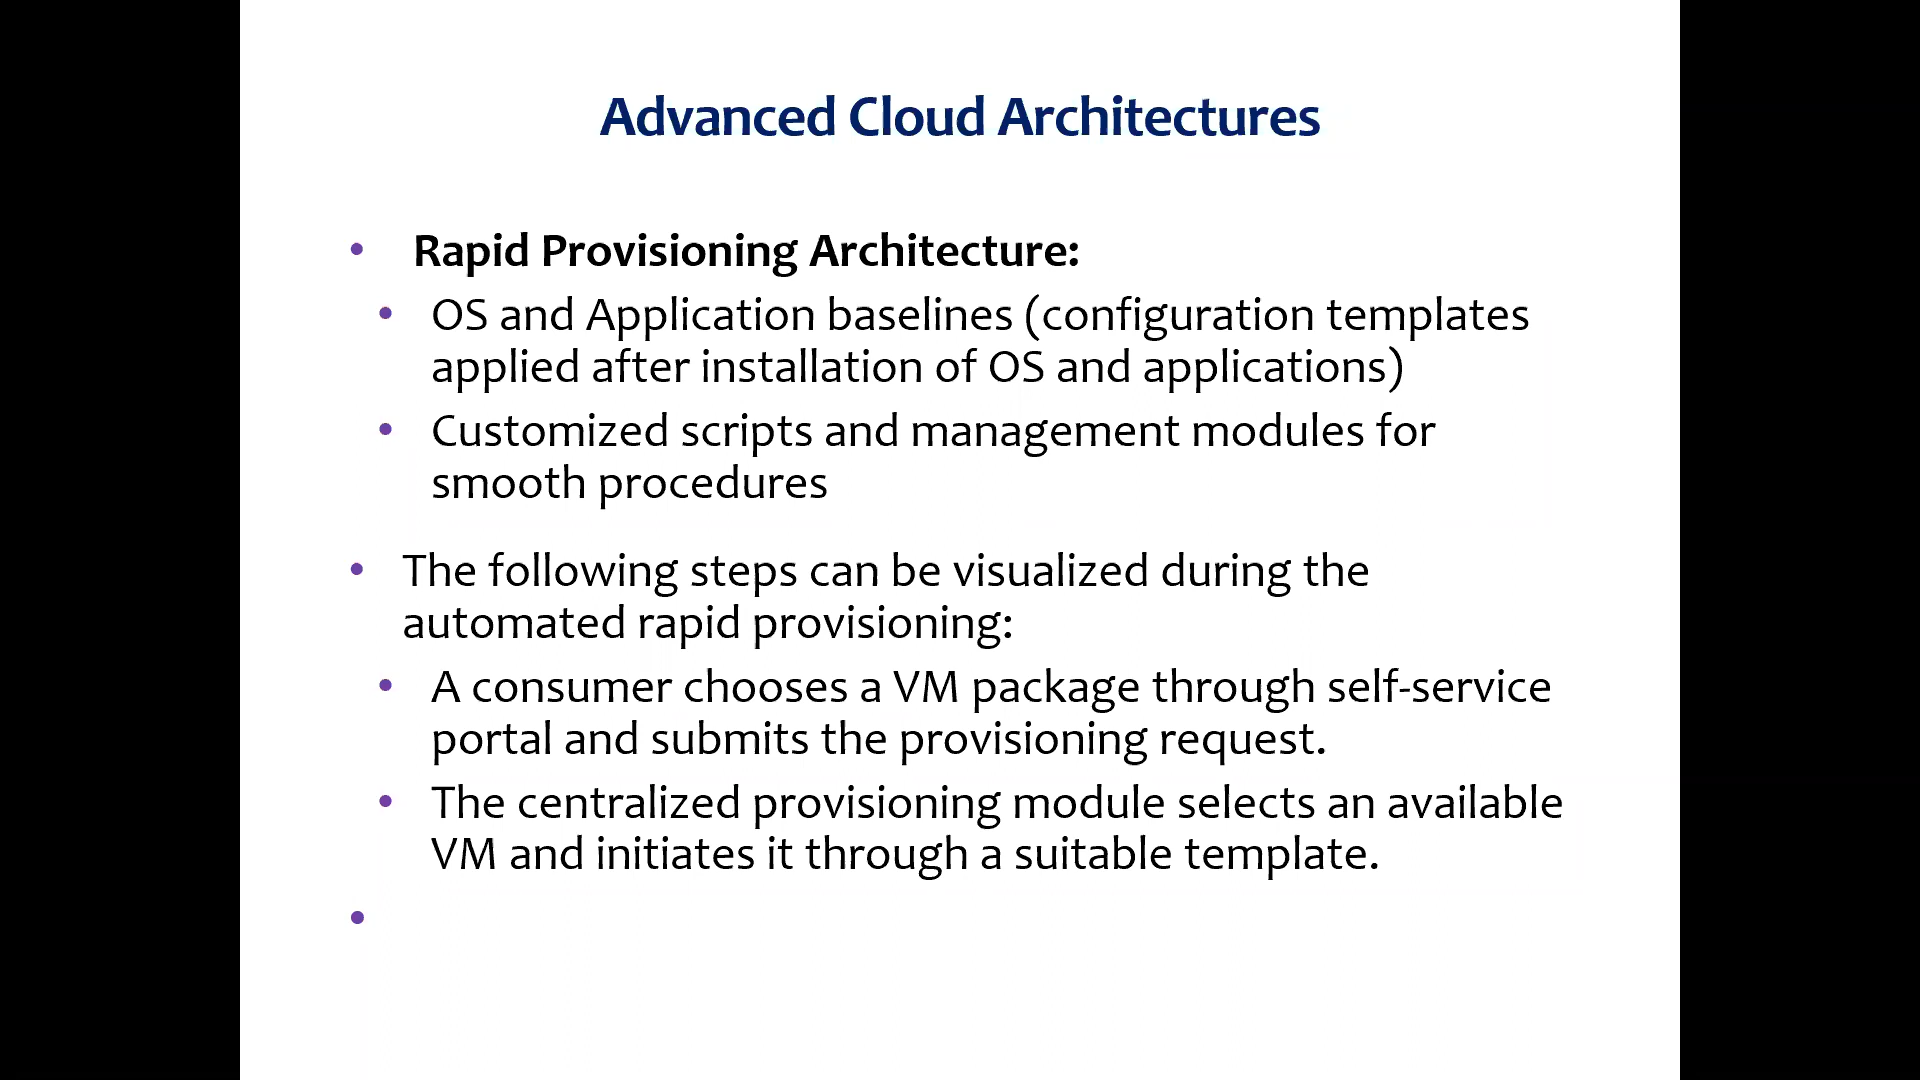 Advanced Cloud Architectures
• Rapid Provisioning Architecture:
• OS and Application baselines (configuration templates
applied after installation of OS and applications)
• Customized scripts and management modules for
smooth procedures
• The following steps can be visualized during the
automated rapid provisioning:
• A consumer chooses a VM package through self-service
portal and submits the provisioning request.
• The centralized provisioning module selects an available
VM and initiates it through a suitable template.
•